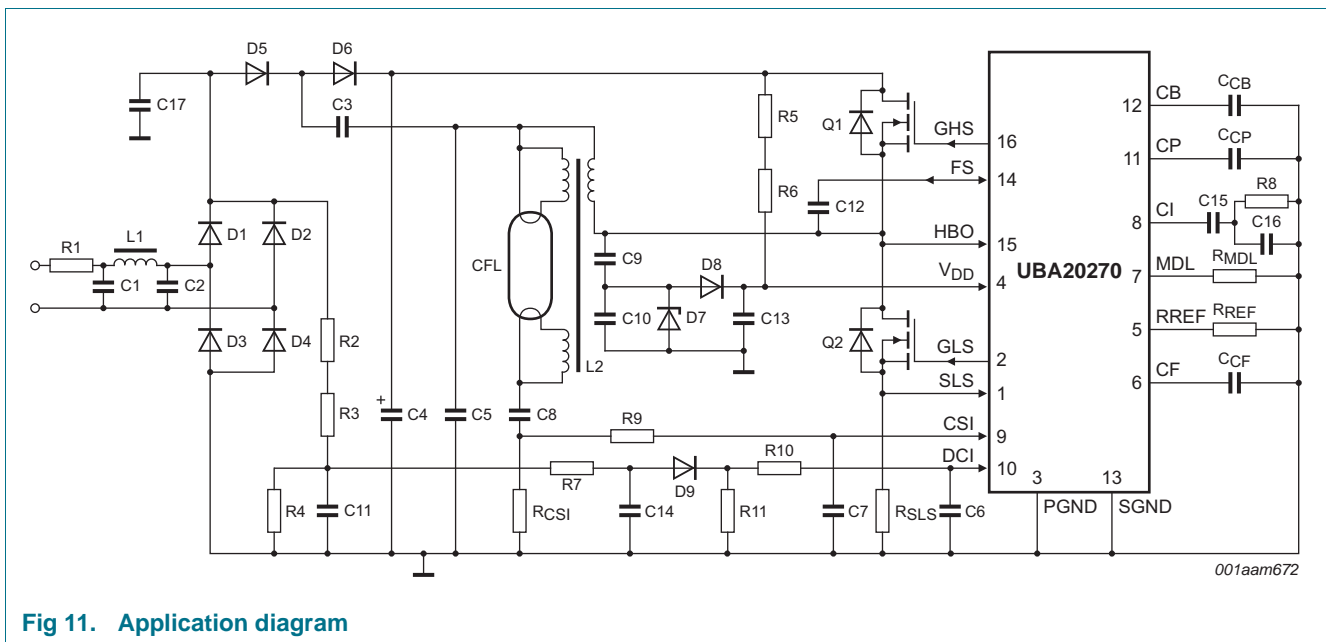 D5
D6
C17
C3
R5
R6
Q1
GHS
16
FS
14
C12
HBO
15
VDD
4
UBA20270
12
CB
CCB
11
CP
CCP
8
CI
C15
R8
C16
7
MDL
RMDL
5
RREF
RREF
6
CF
CCF
R1
L1
C1
C2
D1
D2
D3
D4
CFL
L2
C9
C10
D7
D8
C13
Q2
GLS
2
SLS
1
R2
R3
C4
+
C5
C8
R9
CSI
9
R10
DCI
10
R7
D9
R4
C11
RCSI
C14
R11
C7
RSLS
C6
3
PGND
13
SGND
001aam672
Fig 11. Application diagram